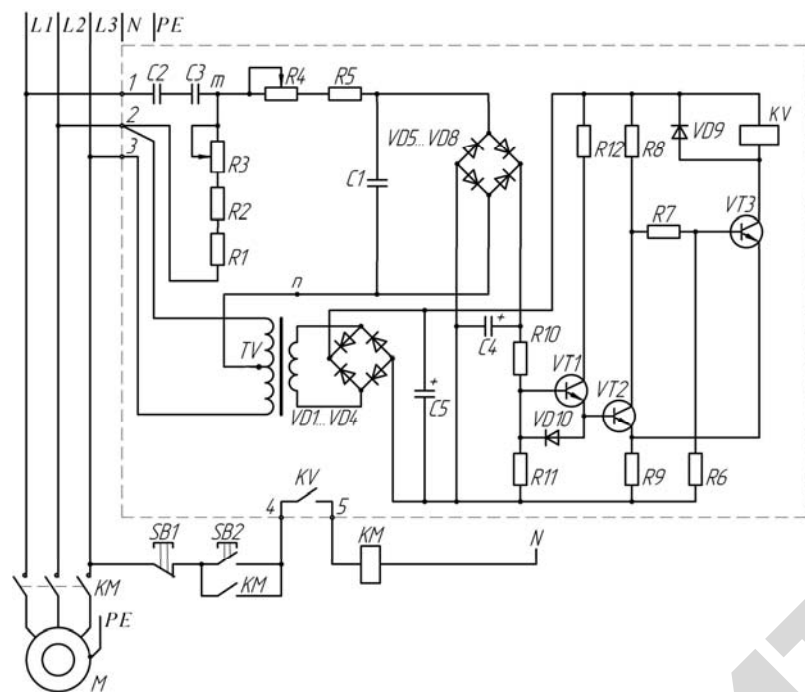 L1 L2 L3 N PE
1 C2 C3 m R4 R5
2
3
R3
R2
R1
C1
VD5...VD8
R12 R8 VD9 KV
R7 VT3
n
TV
VD1...VD4
C5
C4
R10
VT1
VT2
VD10
R11 R9 R6
KV
4 5
SB1 SB2
KM
KM N
KM
PE
M